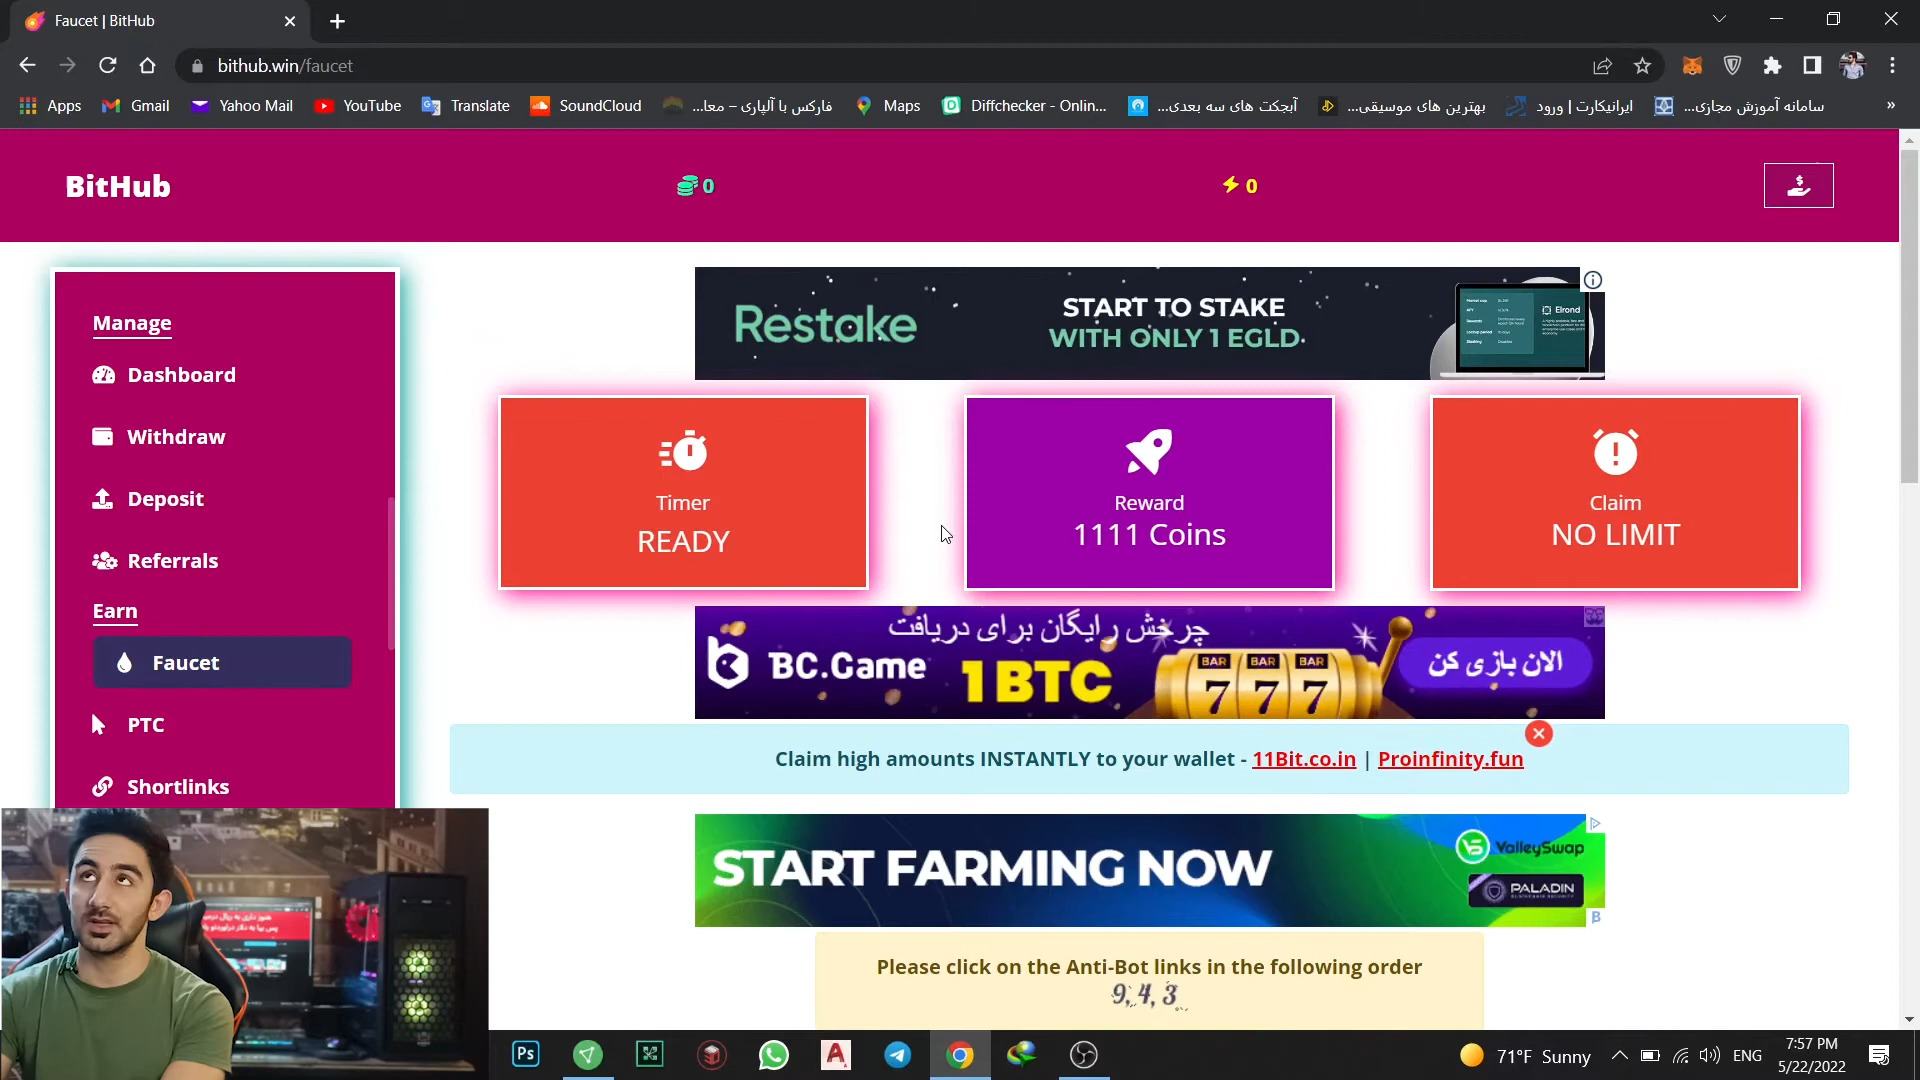 Faucet | BitHub
bithub.win/faucet
Apps
Gmail
Yahoo Mail
YouTube
Translate
SoundCloud
فارکس با آلپاری – معا...
Maps
Diffchecker - Onlin...
آبجکت های سه بعدی...
بهترین های موسیقی...
ایرانیکارت | ورود
سامانه آموزش مجازی...
»
BitHub
0
0
Manage
Dashboard
Withdraw
Deposit
Referrals
Earn
Faucet
PTC
Shortlinks
Restake
START TO STAKE
WITH ONLY 1 EGLD
Elrond
Timer
READY
Reward
1111 Coins
Claim
NO LIMIT
چرخش رایگان برای دریافت
BC.Game
1BTC
BAR BAR BAR
7 7 7
الان بازی کن
Claim high amounts INSTANTLY to your wallet - 11Bit.co.in | Proinfinity.fun
START FARMING NOW
ValleySwap
PALADIN
Please click on the Anti-Bot links in the following order
9, 4, 3
Ps
71°F Sunny
ENG
7:57 PM
5/22/2022